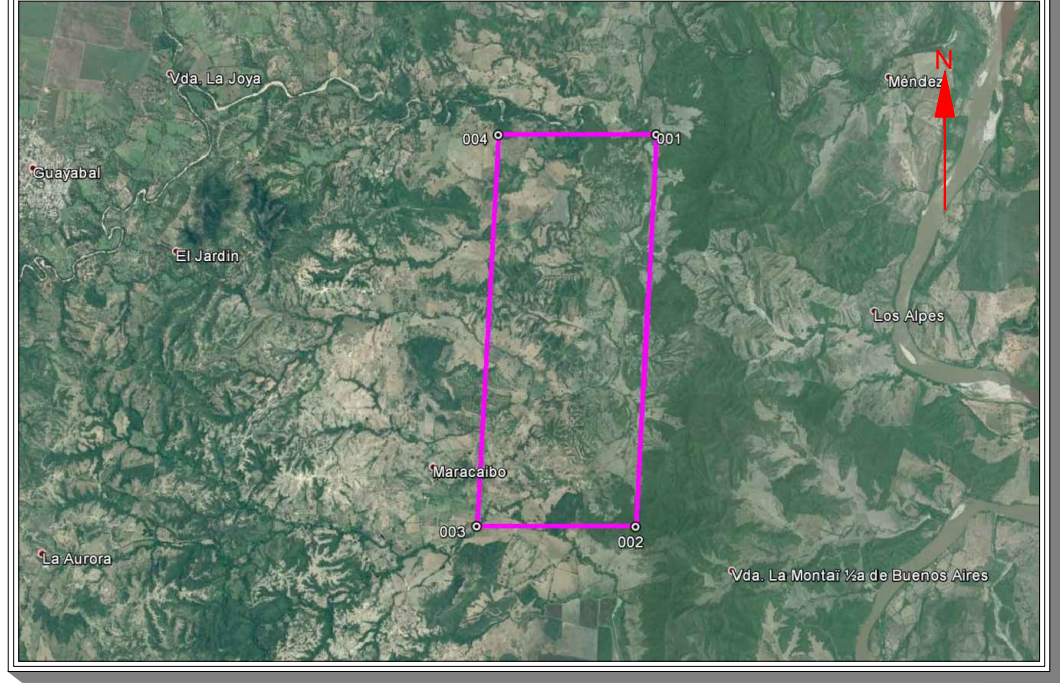 N
Vda. La Joya
Méndez
004
001
Guayabal
El Jardín
Los Alpes
Maracaibo
003
002
La Aurora
Vda. La Montaï ½a de Buenos Aires